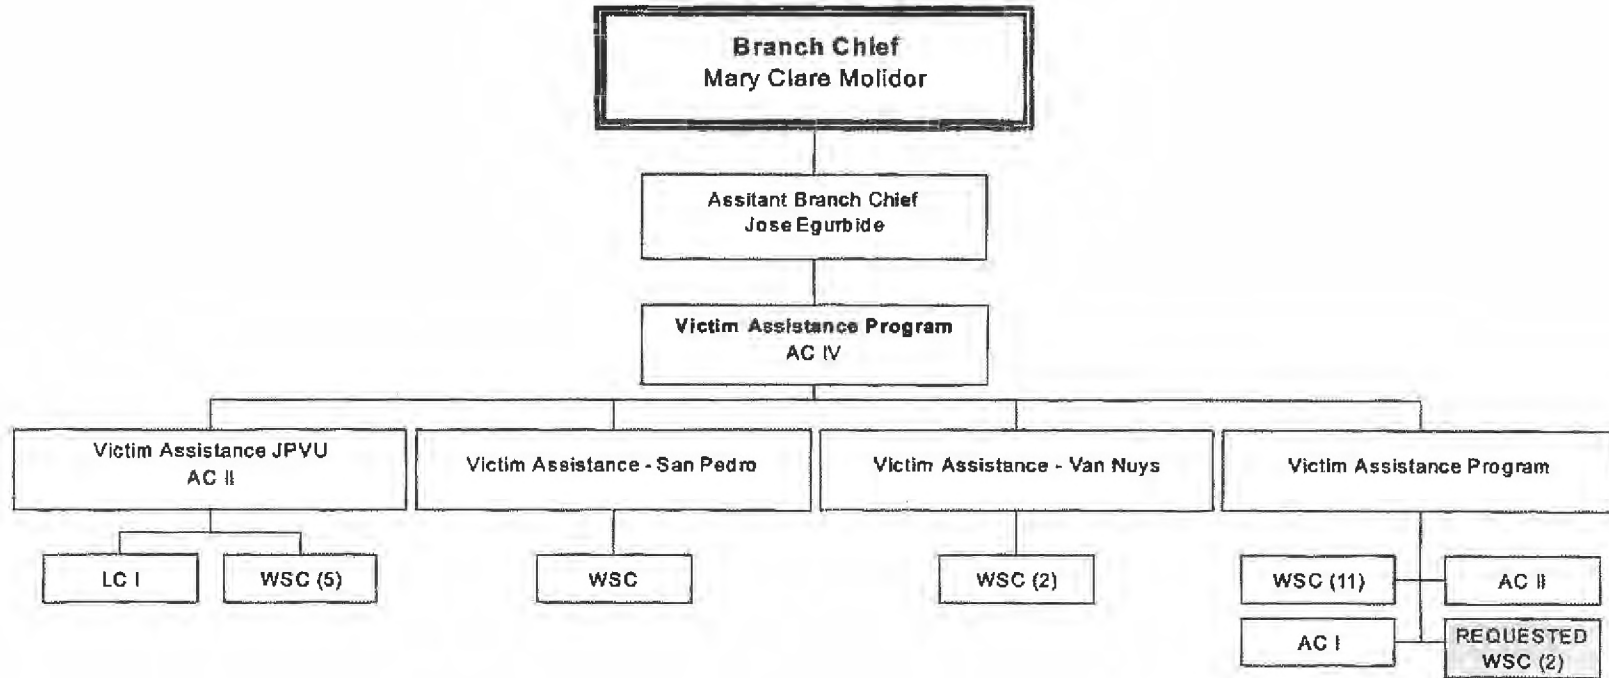 Branch Chief
Mary Clare Molidor
Assitant Branch Chief
Jose Egurbide
Victim Assistance Program
AC IV
Victim Assistance JPVU
AC II
Victim Assistance - San Pedro
Victim Assistance - Van Nuys
Victim Assistance Program
LC I
WSC (5)
WSC
WSC (2)
WSC (11)
AC II
AC I
REQUESTED
WSC (2)